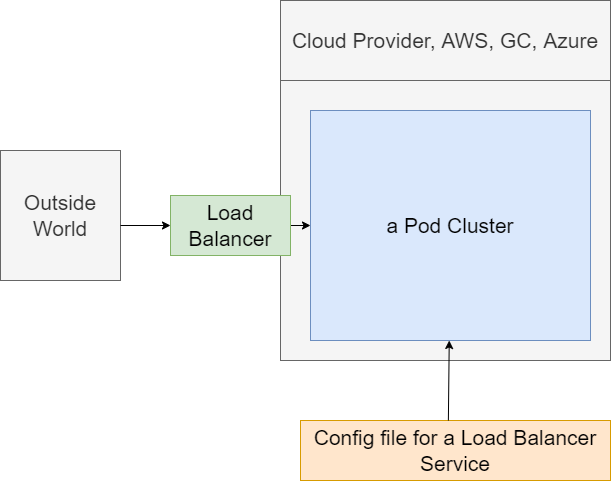 Cloud Provider, AWS, GC, Azure
Outside
World
Load
Balancer
a Pod Cluster
Config file for a Load Balancer
Service